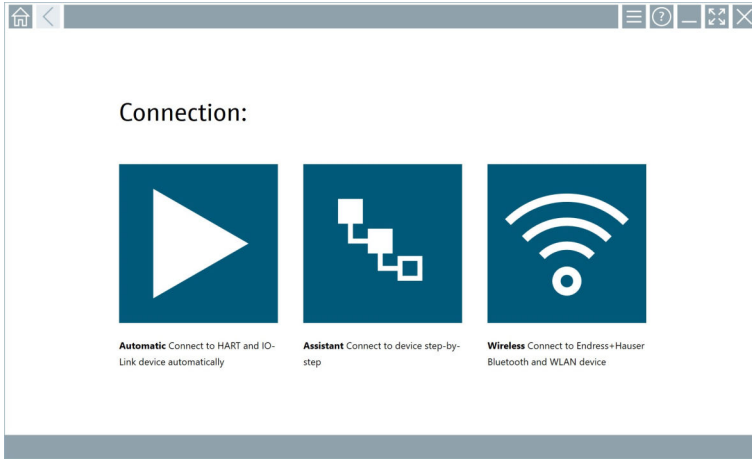 Connection:
Automatic Connect to HART and IO-
Link device automatically
Assistant Connect to device step-by-
step
Wireless Connect to Endress+Hauser
Bluetooth and WLAN device